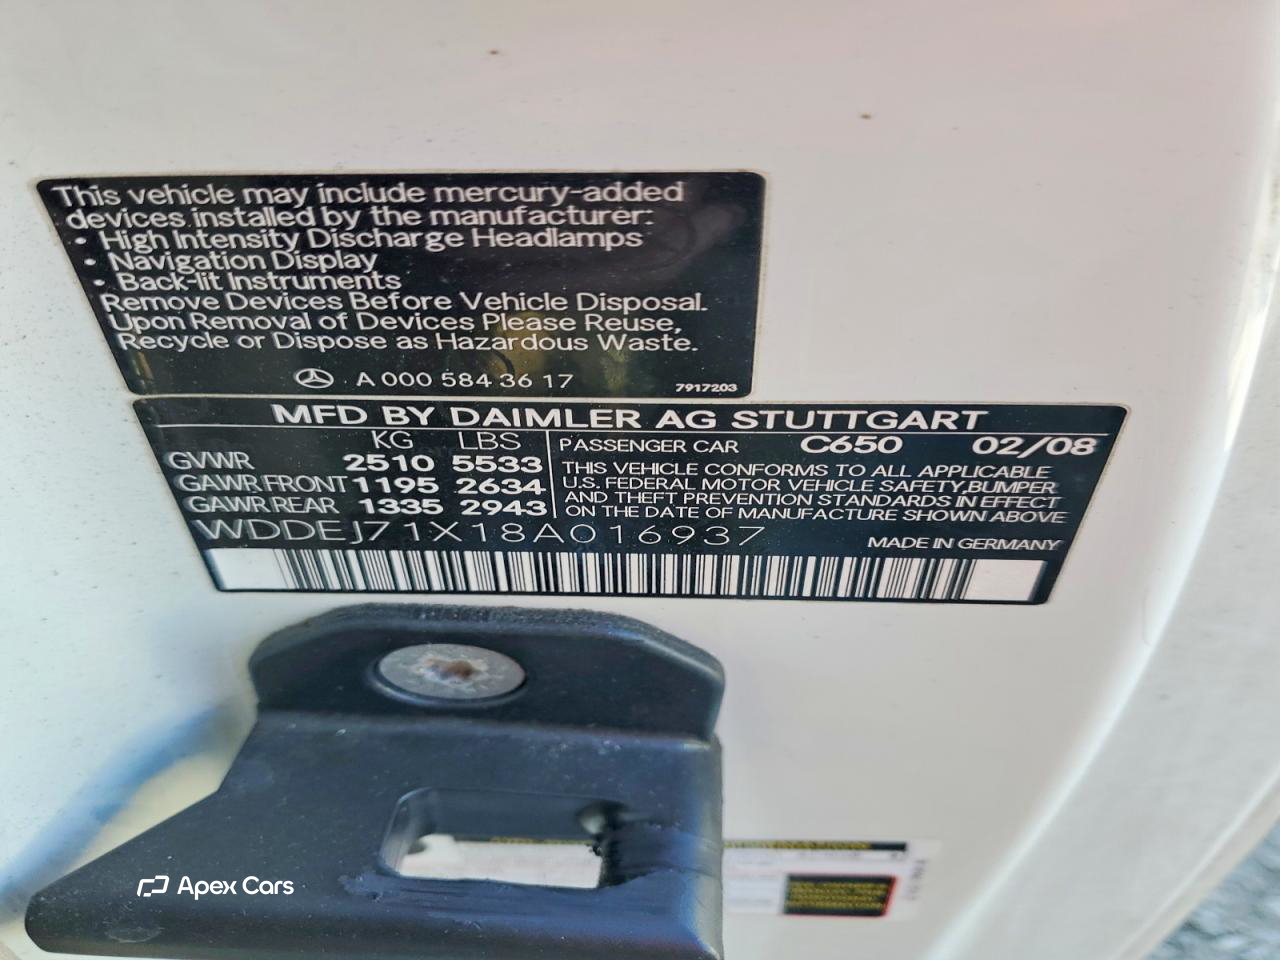 This vehicle may include mercury-added
devices installed by the manufacturer:
• High Intensity Discharge Headlamps
• Navigation Display
• Back-lit Instruments
Remove Devices Before Vehicle Disposal.
Upon Removal of Devices Please Reuse,
Recycle or Dispose as Hazardous Waste.
A 000 584 36 17 7917203
MFD BY DAIMLER AG STUTTGART
KG LBS
GVWR 2510 5533
GAWR FRONT 1195 2634
GAWR REAR 1335 2943
PASSENGER CAR C650 02/08
THIS VEHICLE CONFORMS TO ALL APPLICABLE
U.S. FEDERAL MOTOR VEHICLE SAFETY, BUMPER
AND THEFT PREVENTION STANDARDS IN EFFECT
ON THE DATE OF MANUFACTURE SHOWN ABOVE
WDDEJ71X18A016937 MADE IN GERMANY
Apex Cars